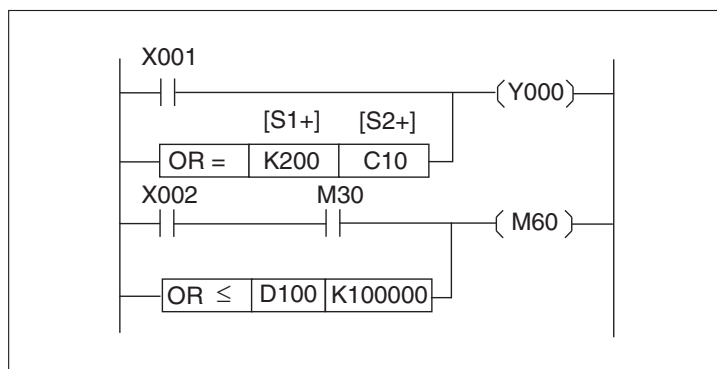 X001
Y000
[S1+] [S2+]
OR = K200 C10
X002 M30
M60
OR ≤ D100 K100000